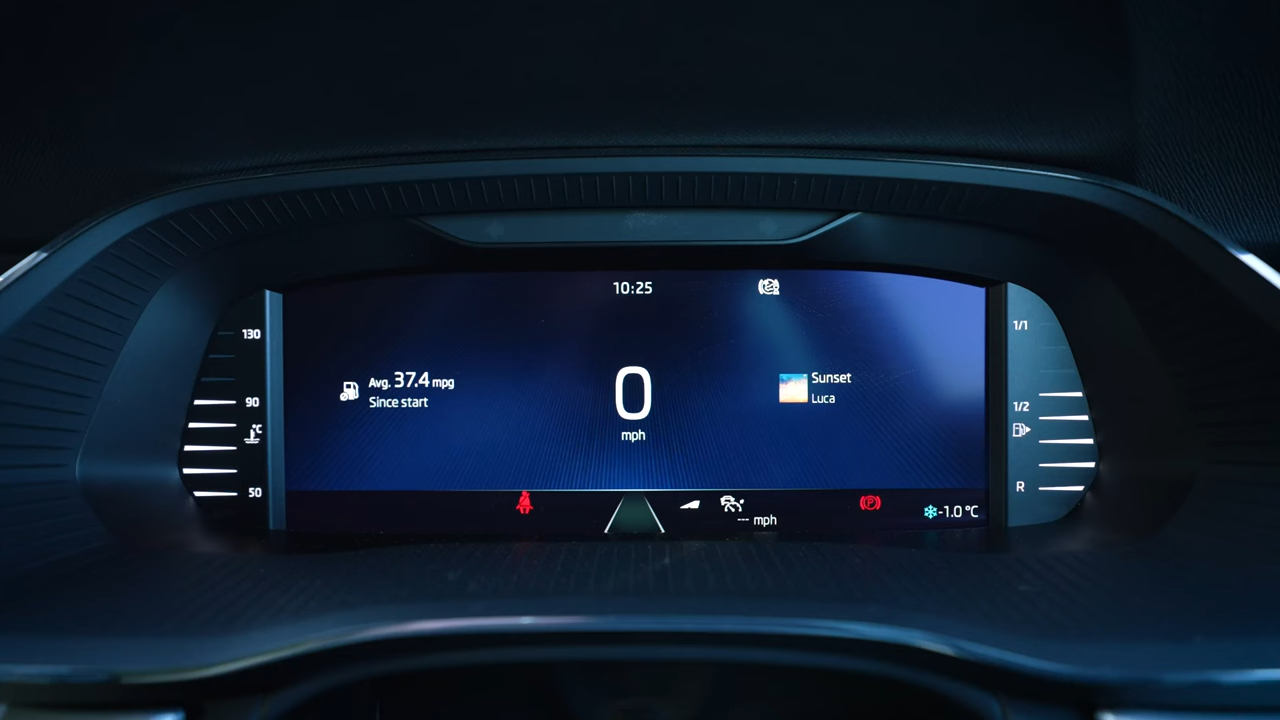 10:25
130
90
°C
50
Avg. 37.4 mpg
Since start
0
mph
Sunset
Luca
--- mph
P
-1.0 °C
1/1
1/2
R